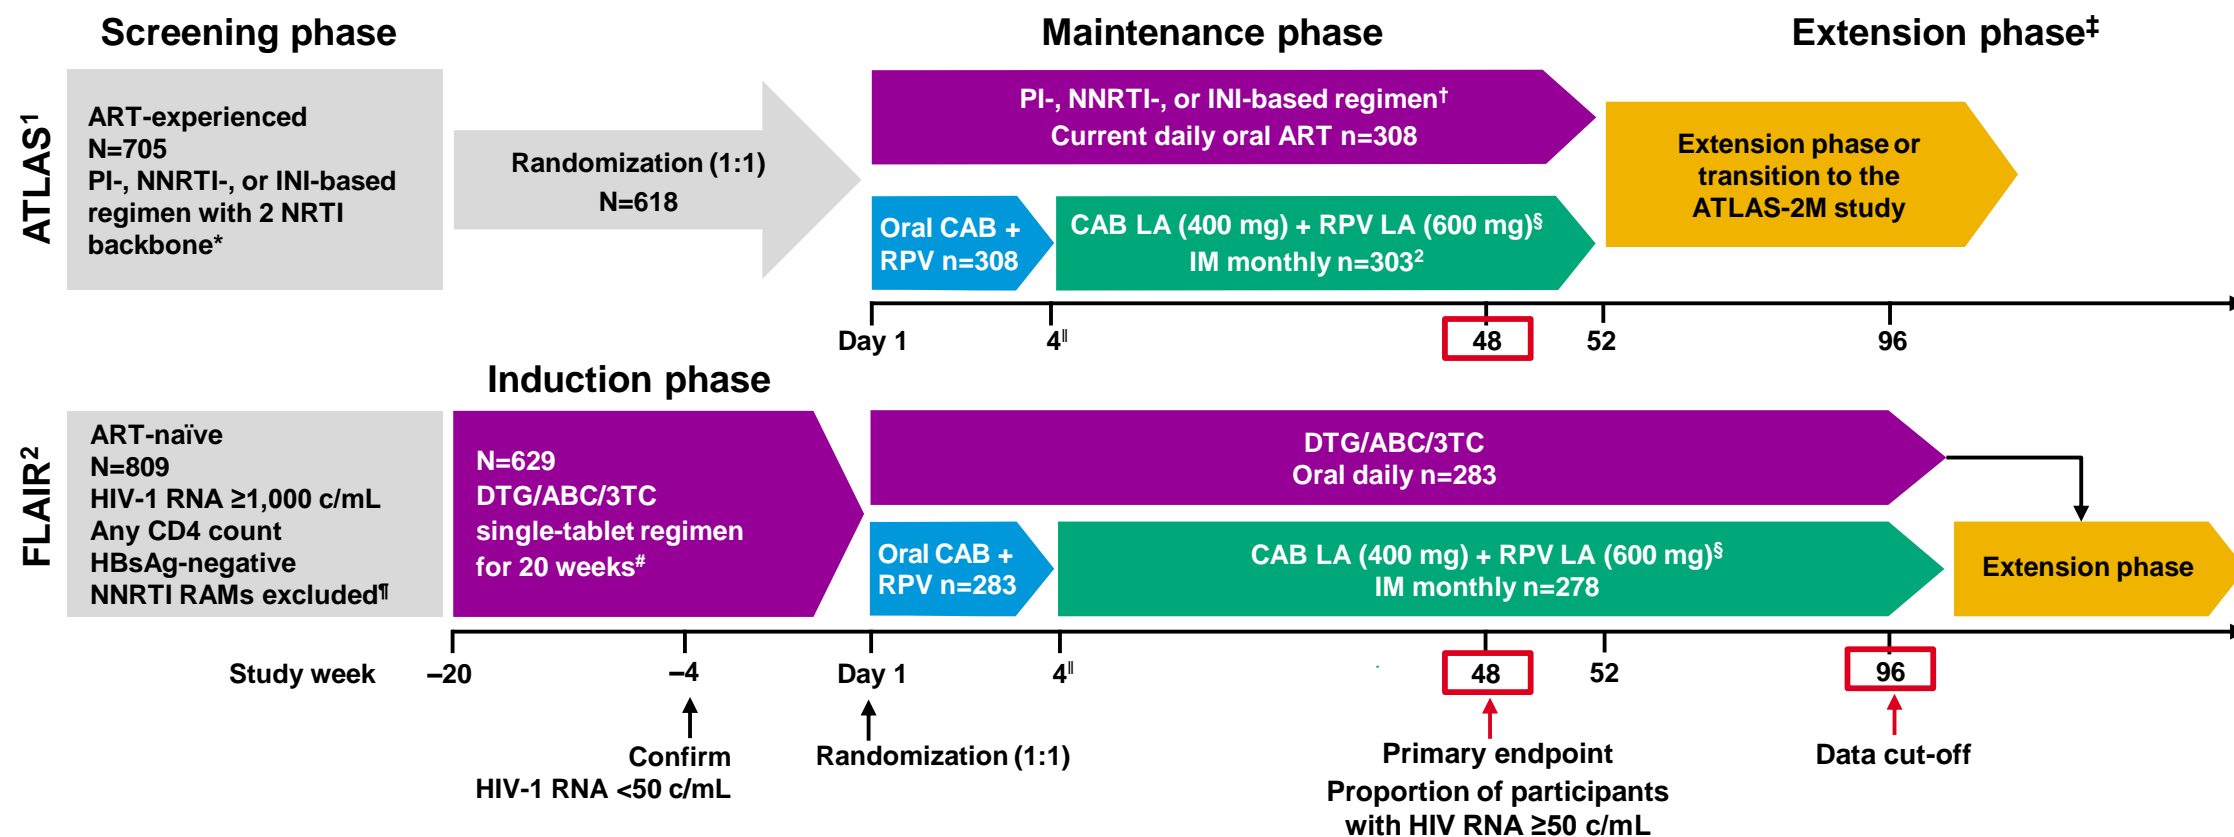 Screening phase
Maintenance phase
Extension phase‡
ATLAS1
ART-experienced
N=705
PI-, NNRTI-, or INI-based
regimen with 2 NRTI
backbone*
Randomization (1:1)
N=618
PI-, NNRTI-, or INI-based regimen†
Current daily oral ART n=308
Oral CAB +
RPV n=308
CAB LA (400 mg) + RPV LA (600 mg)§
IM monthly n=303²
Extension phase or
transition to the
ATLAS-2M study
Day 1
4||
48
52
96
Induction phase
FLAIR2
ART-naïve
N=809
HIV-1 RNA ≥1,000 c/mL
Any CD4 count
HBsAg-negative
NNRTI RAMs excluded¶
N=629
DTG/ABC/3TC
single-tablet regimen
for 20 weeks#
DTG/ABC/3TC
Oral daily n=283
Oral CAB +
RPV n=283
CAB LA (400 mg) + RPV LA (600 mg)§
IM monthly n=278
Extension phase
Study week
–20
–4
Day 1
4||
48
52
96
Confirm
HIV-1 RNA <50 c/mL
Randomization (1:1)
Primary endpoint
Proportion of participants
with HIV RNA ≥50 c/mL
Data cut-off